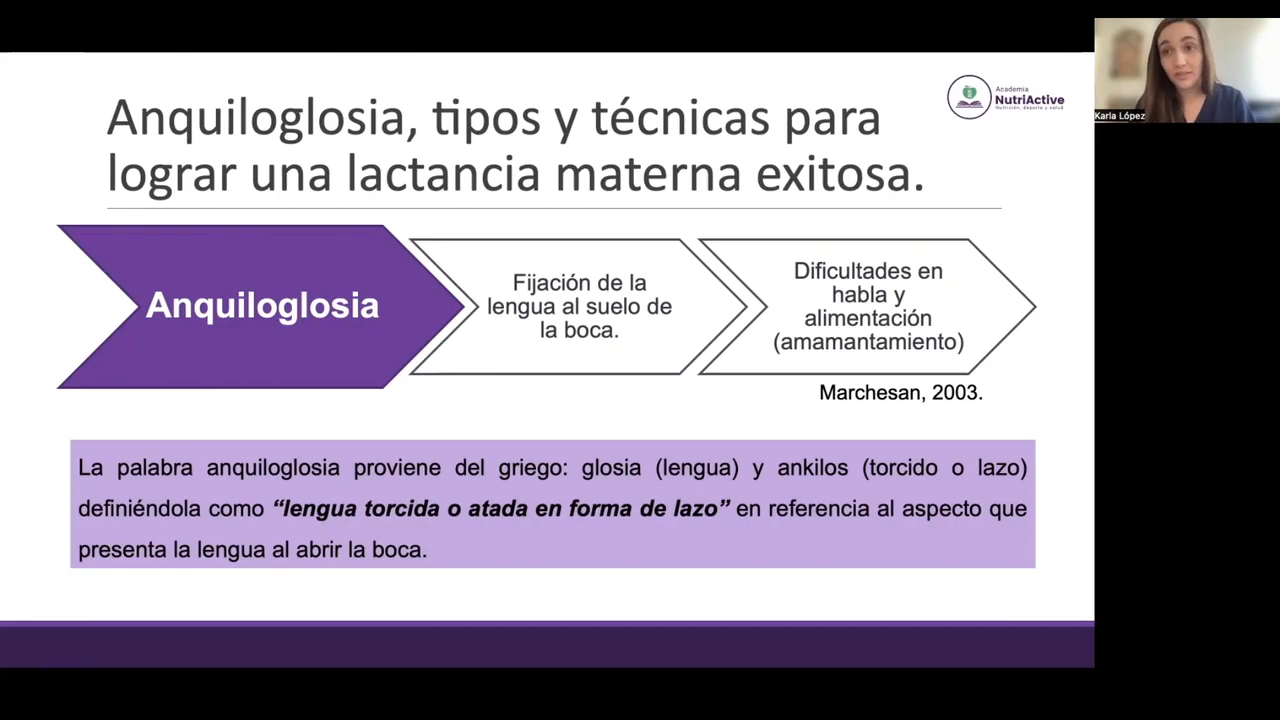 Anquiloglosia, tipos y técnicas para
lograr una lactancia materna exitosa.
Academia
NutriActive
Nutrición, deporte y salud
Karla López
Anquiloglosia
Fijación de la
lengua al suelo de
la boca.
Dificultades en
habla y
alimentación
(amamantamiento)
Marchesan, 2003.
La palabra anquiloglosia proviene del griego: glosia (lengua) y ankilos (torcido o lazo)
definiéndola como “lengua torcida o atada en forma de lazo” en referencia al aspecto que
presenta la lengua al abrir la boca.